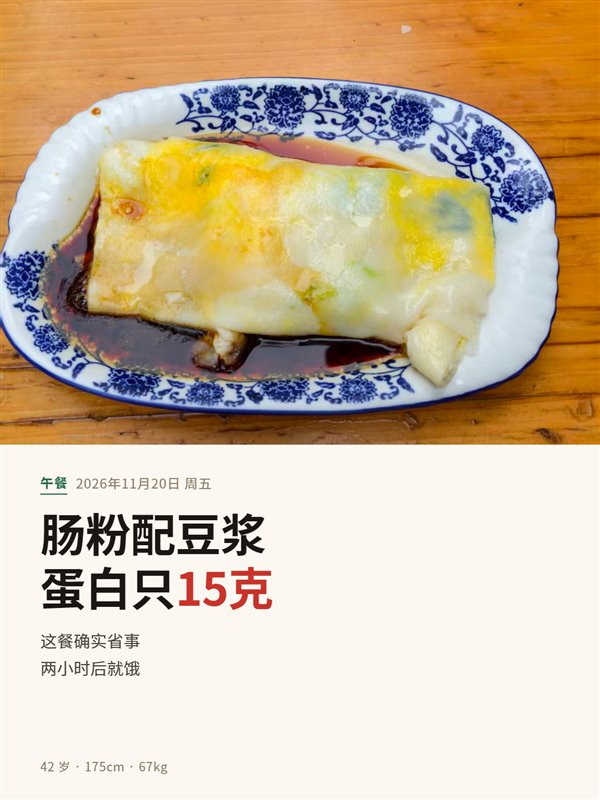 午餐 2026年11月20日 周五
肠粉配豆浆
蛋白只15克
这餐确实省事
两小时后就饿
42 岁 · 175cm · 67kg